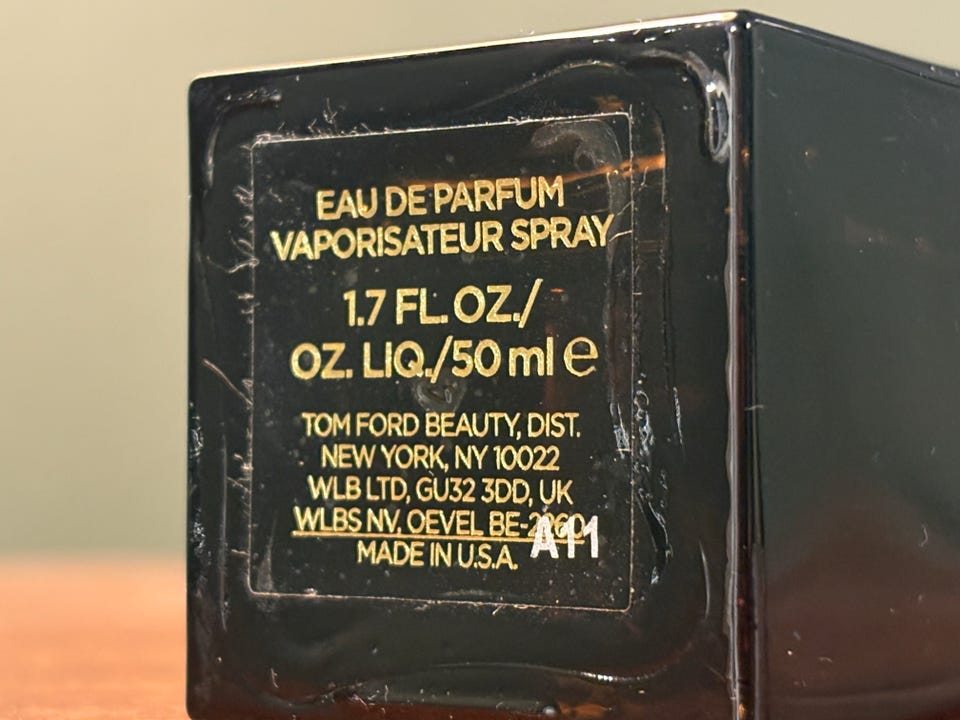 EAU DE PARFUM
VAPORISATEUR SPRAY
1.7 FL. OZ./
OZ. LIQ./50 ml e
TOM FORD BEAUTY, DIST.
NEW YORK, NY 10022
WLB LTD, GU32 3DD, UK
WLBS NV. OEVEL BE-2260
MADE IN U.S.A.
A11